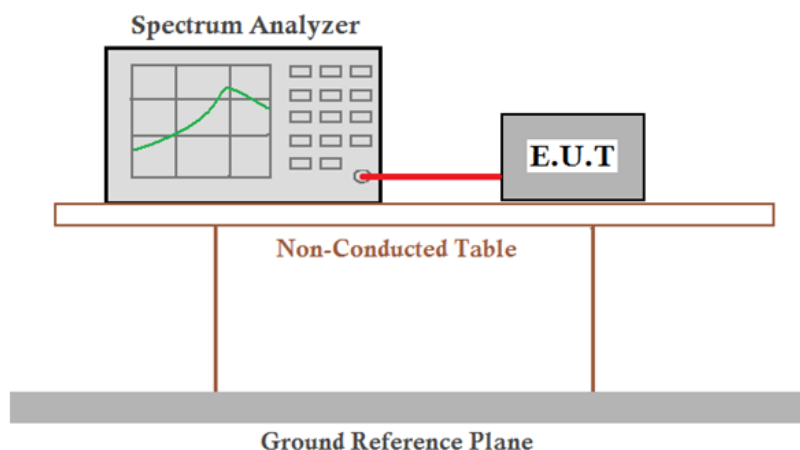 Spectrum Analyzer
E.U.T
Non-Conducted Table
Ground Reference Plane